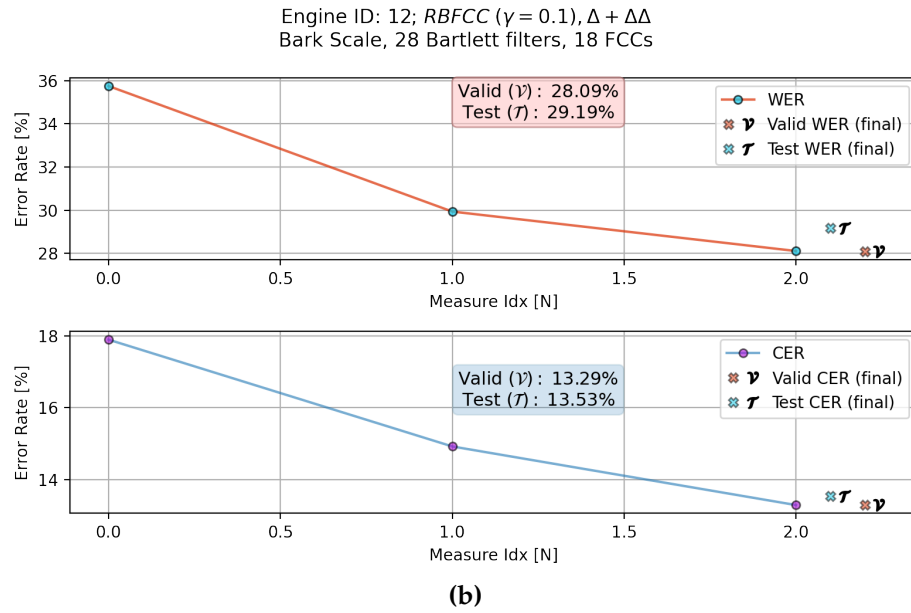 Engine ID: 12; RBFCC (γ = 0.1), Δ + ΔΔ
Bark Scale, 28 Bartlett filters, 18 FCCs
36
34
32
30
28
Error Rate [%]
Valid (𝒱) : 28.09%
Test (𝒯) : 29.19%
WER
𝓥 Valid WER (final)
𝓣 Test WER (final)
𝓣
𝓥
0.0 0.5 1.0 1.5 2.0
Measure Idx [N]
18
16
14
Error Rate [%]
Valid (𝒱) : 13.29%
Test (𝒯) : 13.53%
CER
𝓥 Valid CER (final)
𝓣 Test CER (final)
𝓣
𝓥
0.0 0.5 1.0 1.5 2.0
Measure Idx [N]
(b)